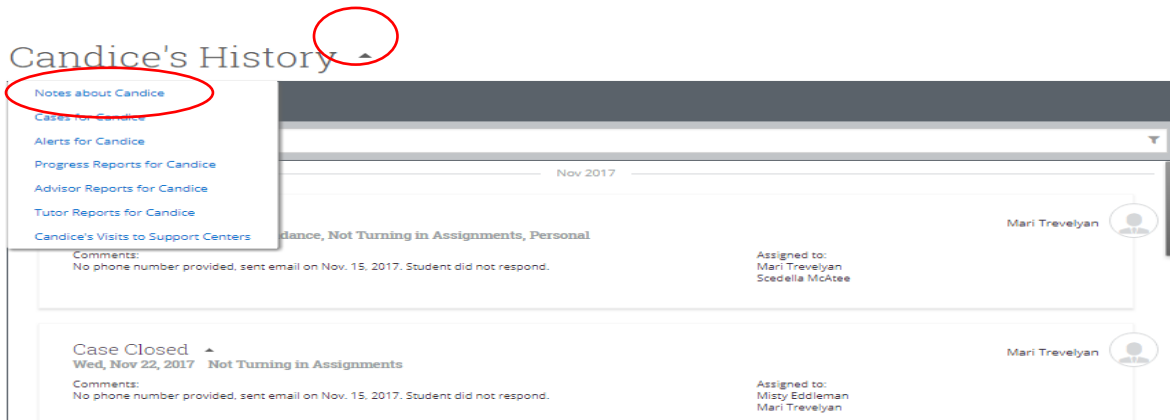 Candice's History
Notes about Candice
Cases for Candice
Alerts for Candice
Progress Reports for Candice
Advisor Reports for Candice
Tutor Reports for Candice
Candice's Visits to Support Centers
Nov 2017
Mari Trevelyan
dance, Not Turning in Assignments, Personal
Comments:
No phone number provided, sent email on Nov. 15, 2017. Student did not respond.
Assigned to:
Mari Trevelyan
Scedella McAtee
Case Closed
Mari Trevelyan
Wed, Nov 22, 2017 Not Turning in Assignments
Comments:
No phone number provided, sent email on Nov. 15, 2017. Student did not respond.
Assigned to:
Misty Eddleman
Mari Trevelyan